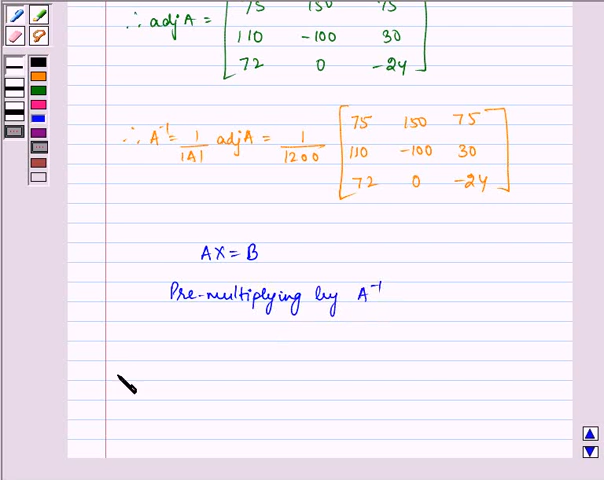 75 150 75
∴ adj A = 110 -100 30
72 0 -24
75 150 75
∴ A⁻¹ = 1/|A| adj A = 1/1200 110 -100 30
72 0 -24
AX = B
Pre-multiplying by A⁻¹